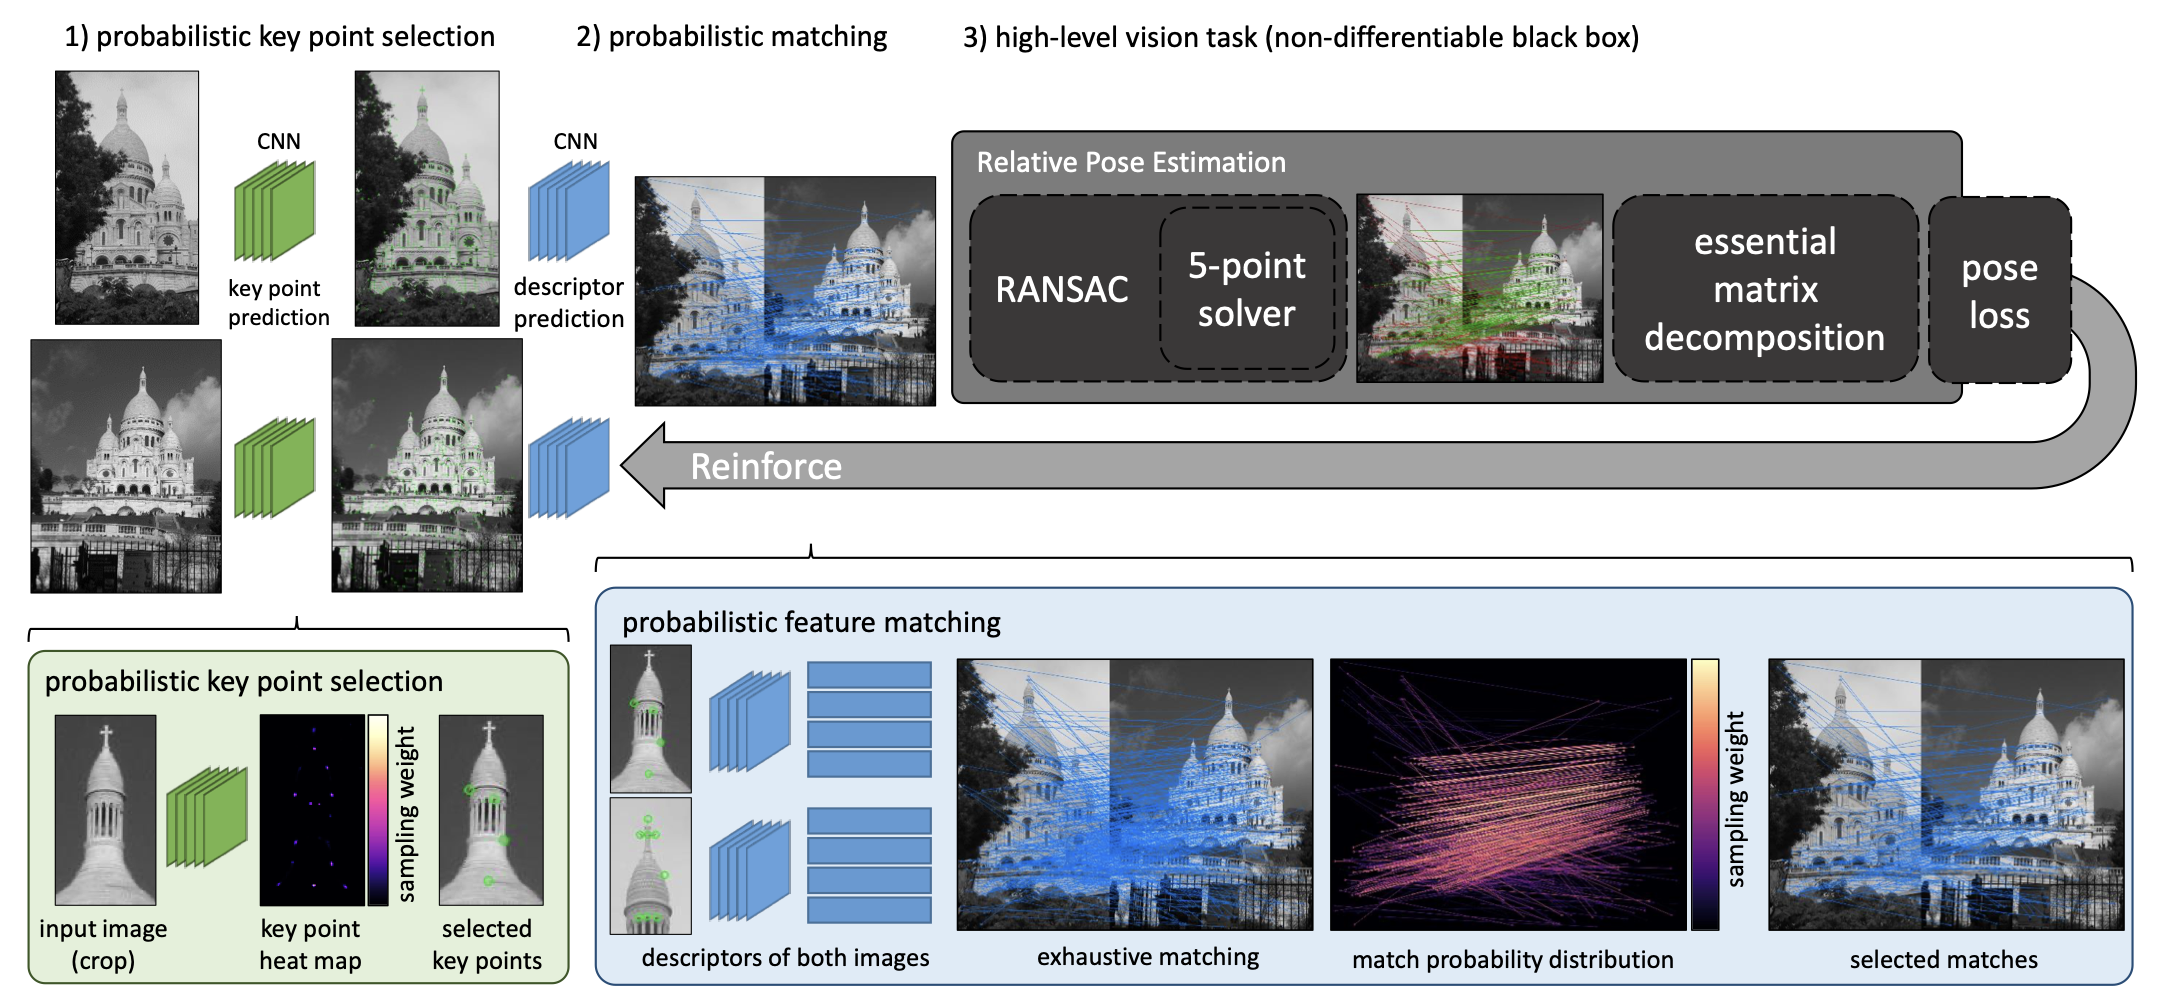 1) probabilistic key point selection
2) probabilistic matching
3) high-level vision task (non-differentiable black box)
CNN
key point
prediction
CNN
descriptor
prediction
Relative Pose Estimation
RANSAC
5-point
solver
essential
matrix
decomposition
pose
loss
Reinforce
probabilistic key point selection
input image
(crop)
key point
heat map
sampling weight
selected
key points
probabilistic feature matching
descriptors of both images
exhaustive matching
match probability distribution
sampling weight
selected matches